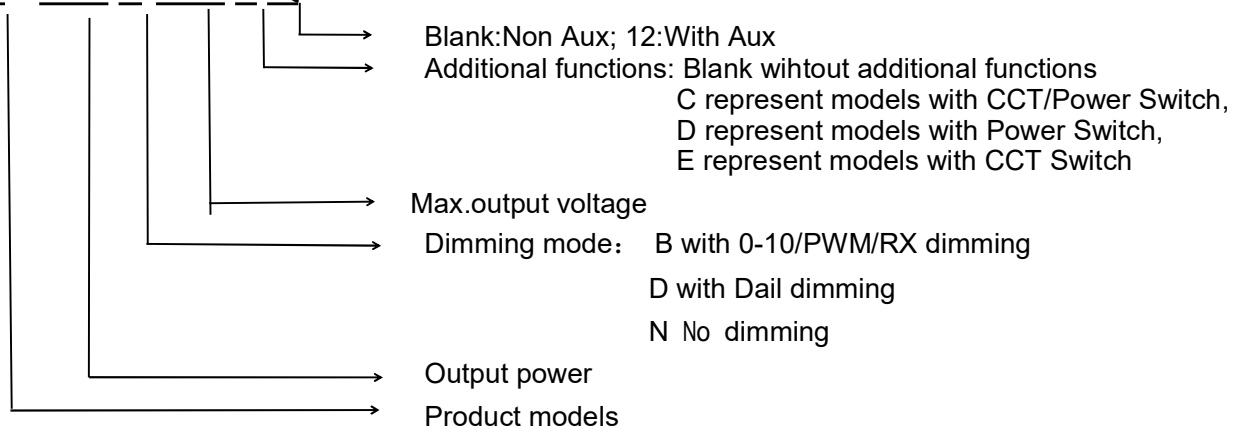 Blank:Non Aux; 12:With Aux
Additional functions: Blank wihtout additional functions
C represent models with CCT/Power Switch,
D represent models with Power Switch,
E represent models with CCT Switch
Max.output voltage
Dimming mode： B with 0-10/PWM/RX dimming
D with Dail dimming
N No dimming
Output power
Product models